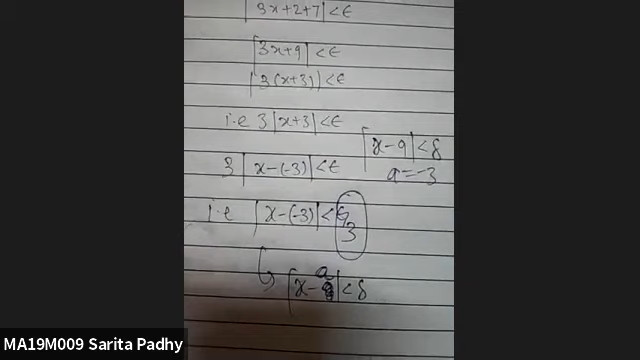 |3x+2+7|<ε
|3x+9|<ε
|3(x+3)|<ε
i.e 3|x+3|<ε
|x-a|<δ
a=-3
3|x-(-3)|<ε
i.e |x-(-3)|<ε/3
|x-a|<δ
MA19M009 Sarita Padhy